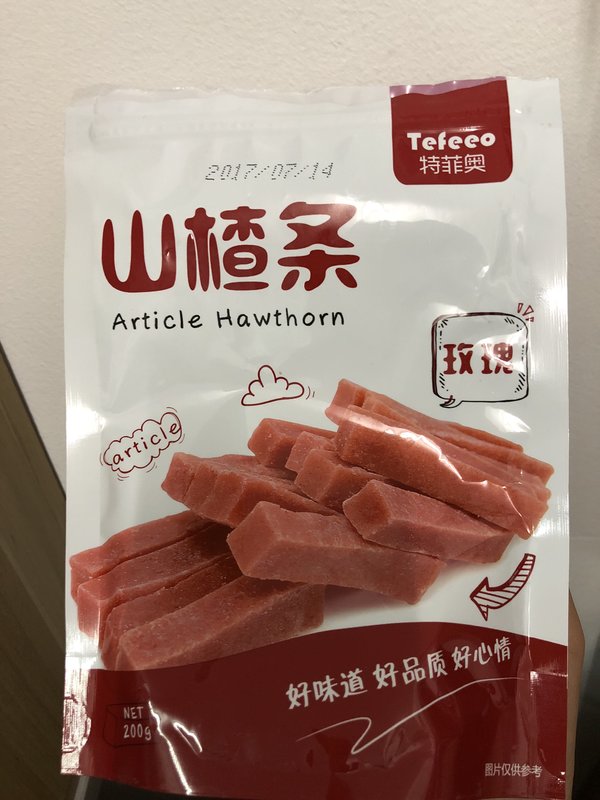 Tefeeo
特菲奥
2017/07/14
山楂条
Article Hawthorn
玫瑰
article
好味道 好品质 好心情
NET
200g
图片仅供参考